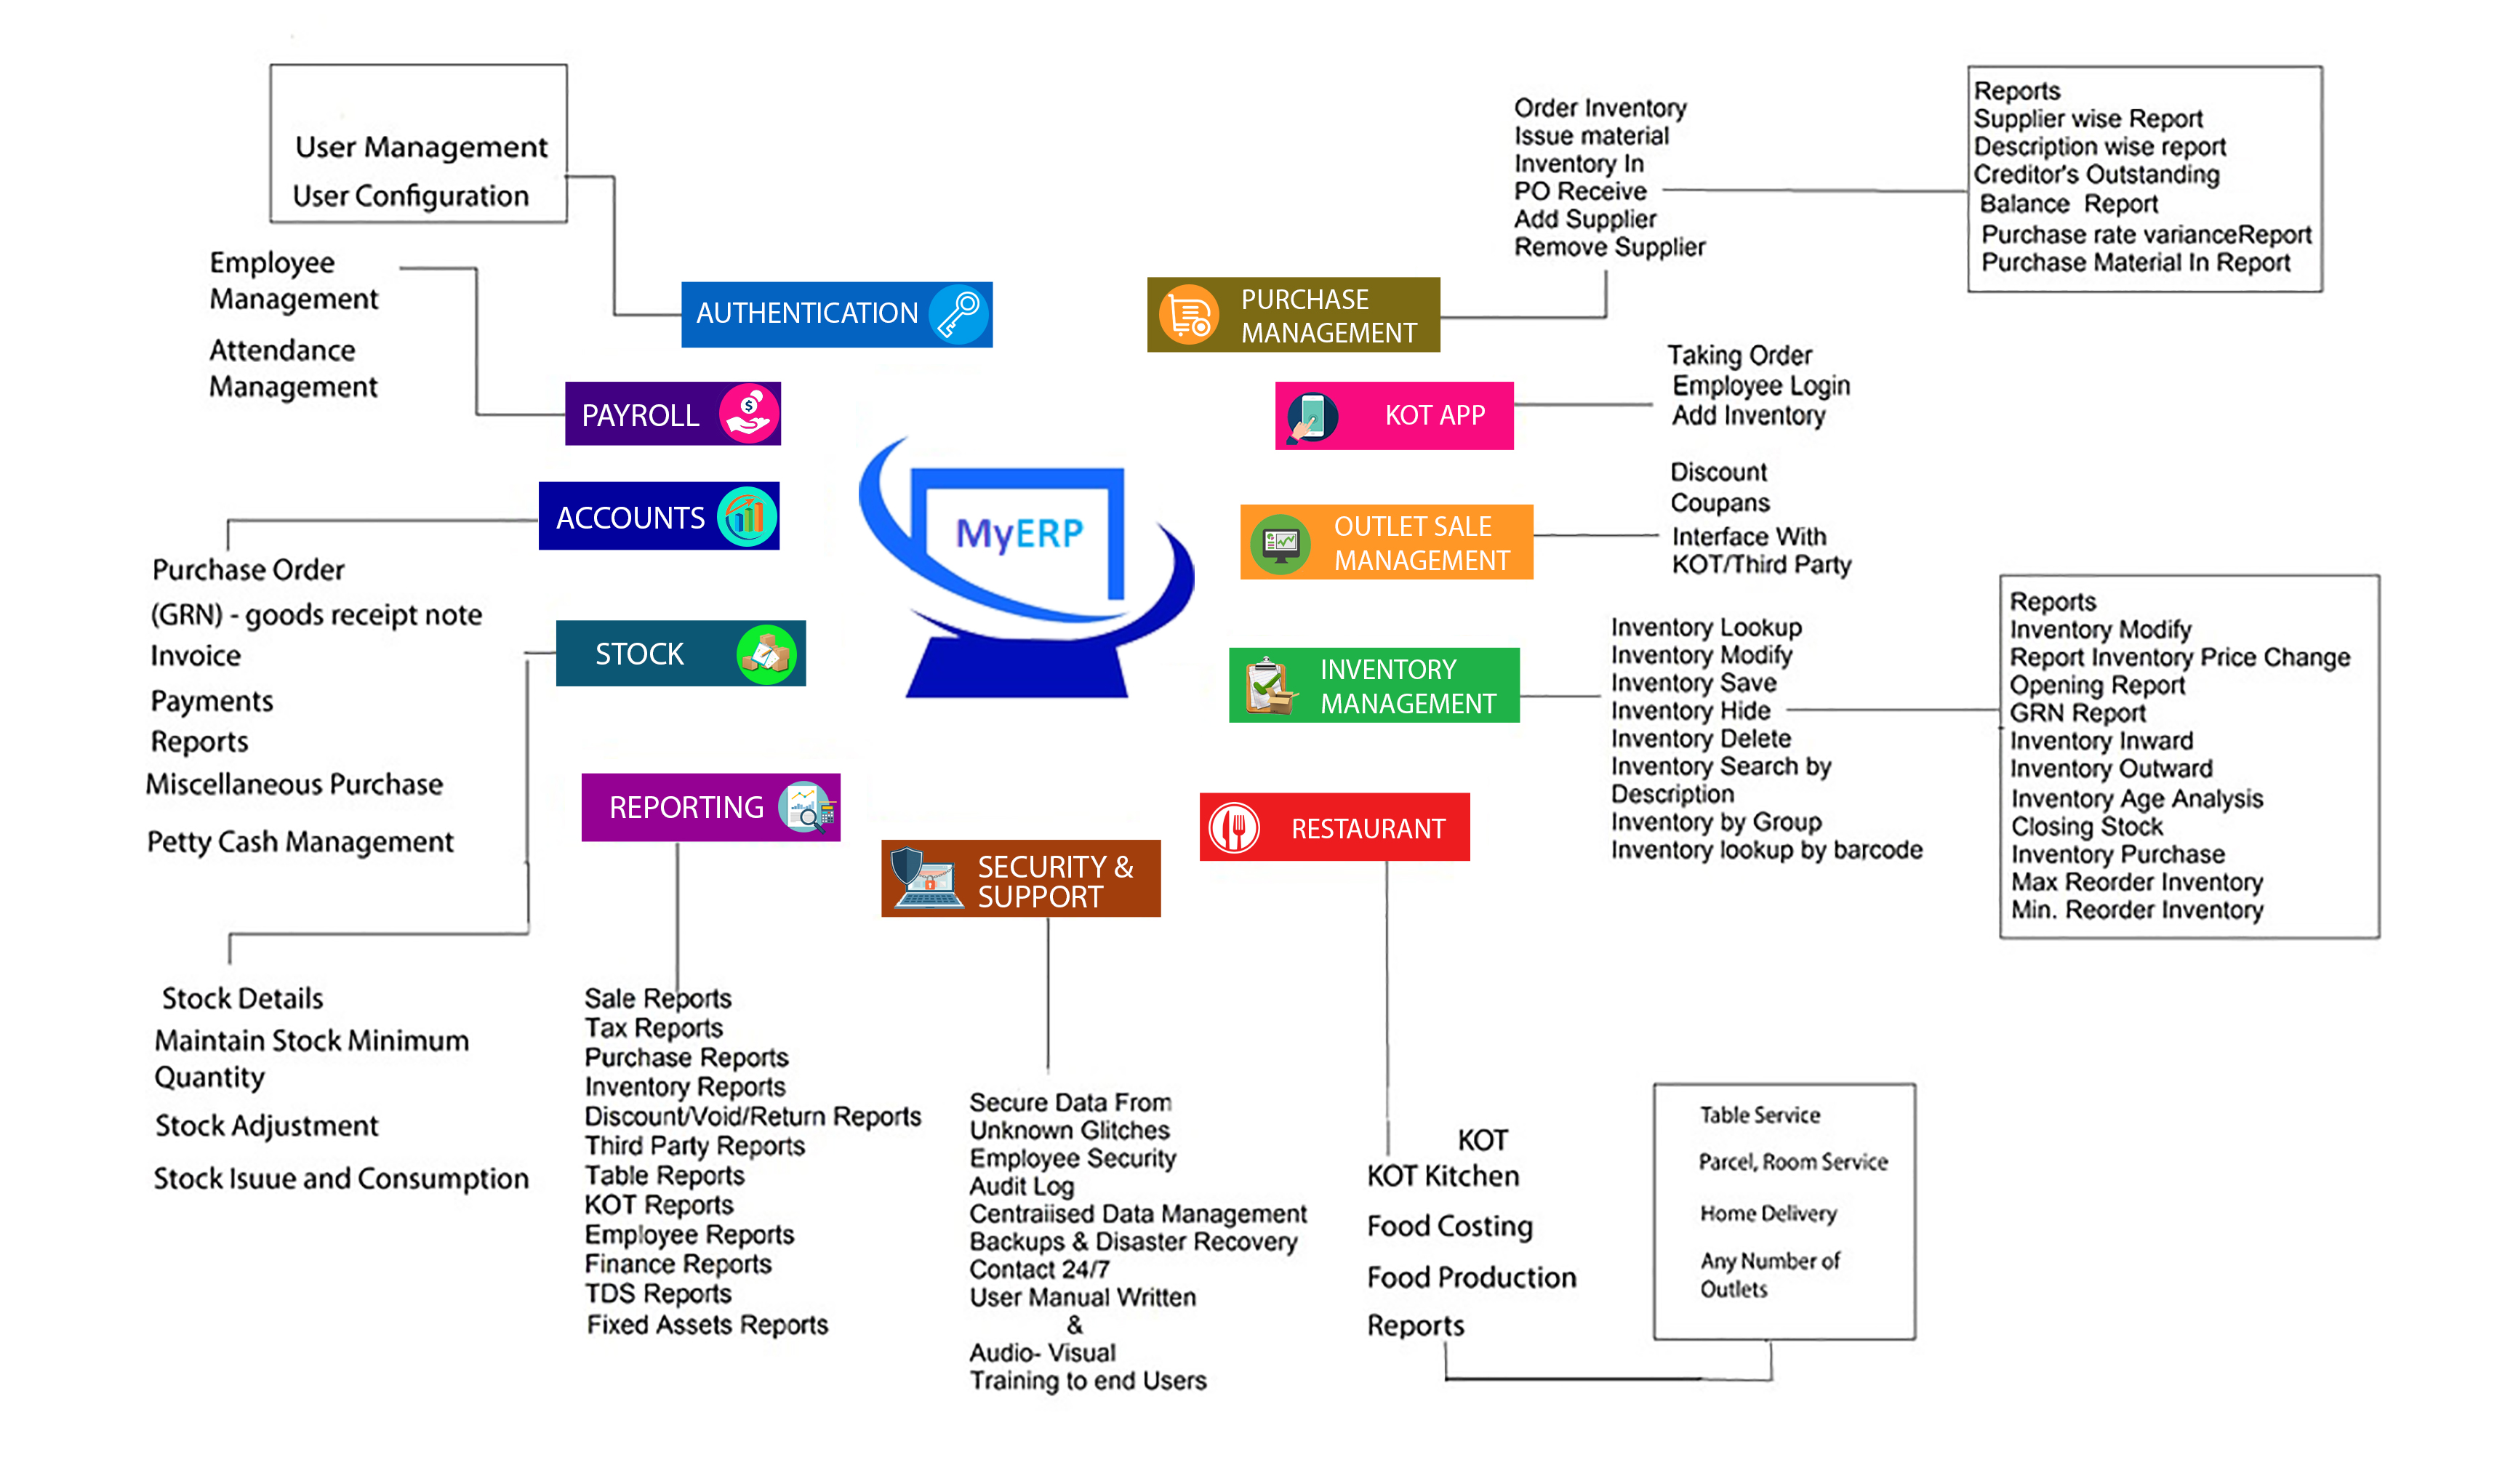 User Management
User Configuration
Employee
Management
Attendance
Management
AUTHENTICATION
PAYROLL
ACCOUNTS
Purchase Order
(GRN) - goods receipt note
Invoice
Payments
Reports
Miscellaneous Purchase
Petty Cash Management
STOCK
Stock Details
Maintain Stock Minimum
Quantity
Stock Adjustment
Stock Isuue and Consumption
REPORTING
Sale Reports
Tax Reports
Purchase Reports
Inventory Reports
Discount/Void/Return Reports
Third Party Reports
Table Reports
KOT Reports
Employee Reports
Finance Reports
TDS Reports
Fixed Assets Reports
MyERP
SECURITY &
SUPPORT
Secure Data From
Unknown Glitches
Employee Security
Audit Log
Centraiised Data Management
Backups & Disaster Recovery
Contact 24/7
User Manual Written
&
Audio- Visual
Training to end Users
PURCHASE
MANAGEMENT
Order Inventory
Issue material
Inventory In
PO Receive
Add Supplier
Remove Supplier
Reports
Supplier wise Report
Description wise report
Creditor's Outstanding
Balance Report
Purchase rate varianceReport
Purchase Material In Report
KOT APP
Taking Order
Employee Login
Add Inventory
OUTLET SALE
MANAGEMENT
Discount
Coupans
Interface With
KOT/Third Party
INVENTORY
MANAGEMENT
Inventory Lookup
Inventory Modify
Inventory Save
Inventory Hide
Inventory Delete
Inventory Search by
Description
Inventory by Group
Inventory lookup by barcode
Reports
Inventory Modify
Report Inventory Price Change
Opening Report
GRN Report
Inventory Inward
Inventory Outward
Inventory Age Analysis
Closing Stock
Inventory Purchase
Max Reorder Inventory
Min. Reorder Inventory
RESTAURANT
KOT
KOT Kitchen
Food Costing
Food Production
Reports
Table Service
Parcel, Room Service
Home Delivery
Any Number of
Outlets